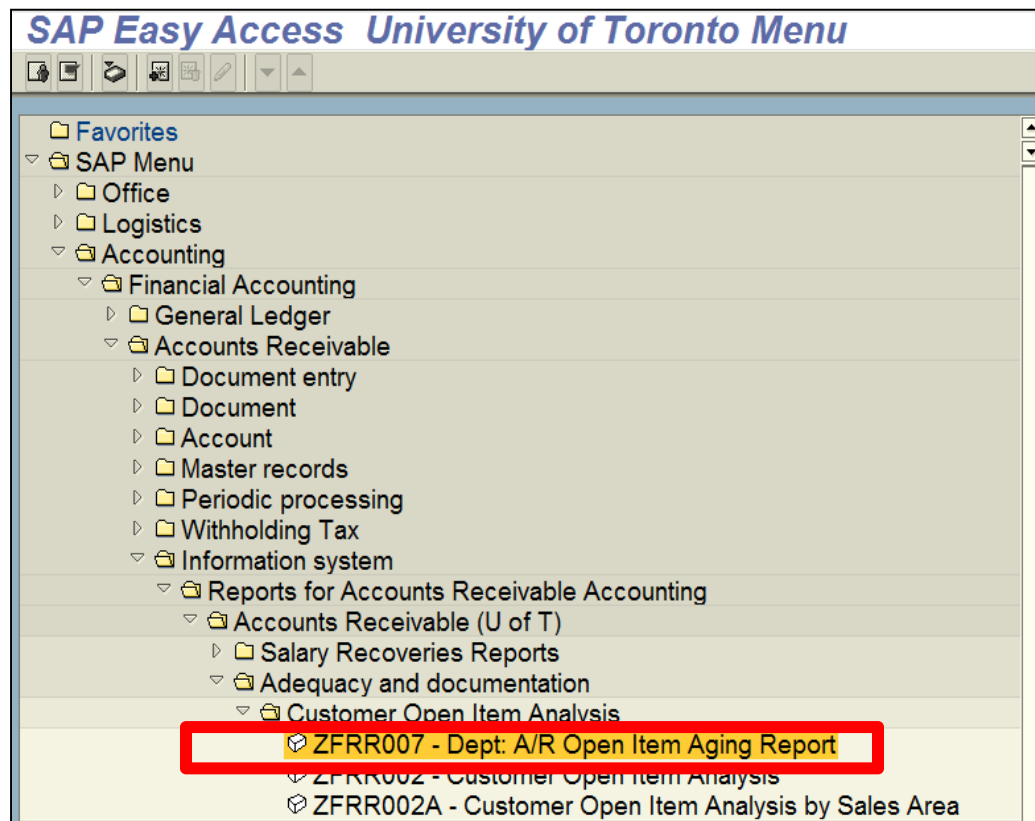 SAP Easy Access University of Toronto Menu
Favorites
SAP Menu
Office
Logistics
Accounting
Financial Accounting
General Ledger
Accounts Receivable
Document entry
Document
Account
Master records
Periodic processing
Withholding Tax
Information system
Reports for Accounts Receivable Accounting
Accounts Receivable (U of T)
Salary Recoveries Reports
Adequacy and documentation
Customer Open Item Analysis
ZFRR007 - Dept: A/R Open Item Aging Report
ZFRR002 - Customer Open Item Analysis
ZFRR002A - Customer Open Item Analysis by Sales Area